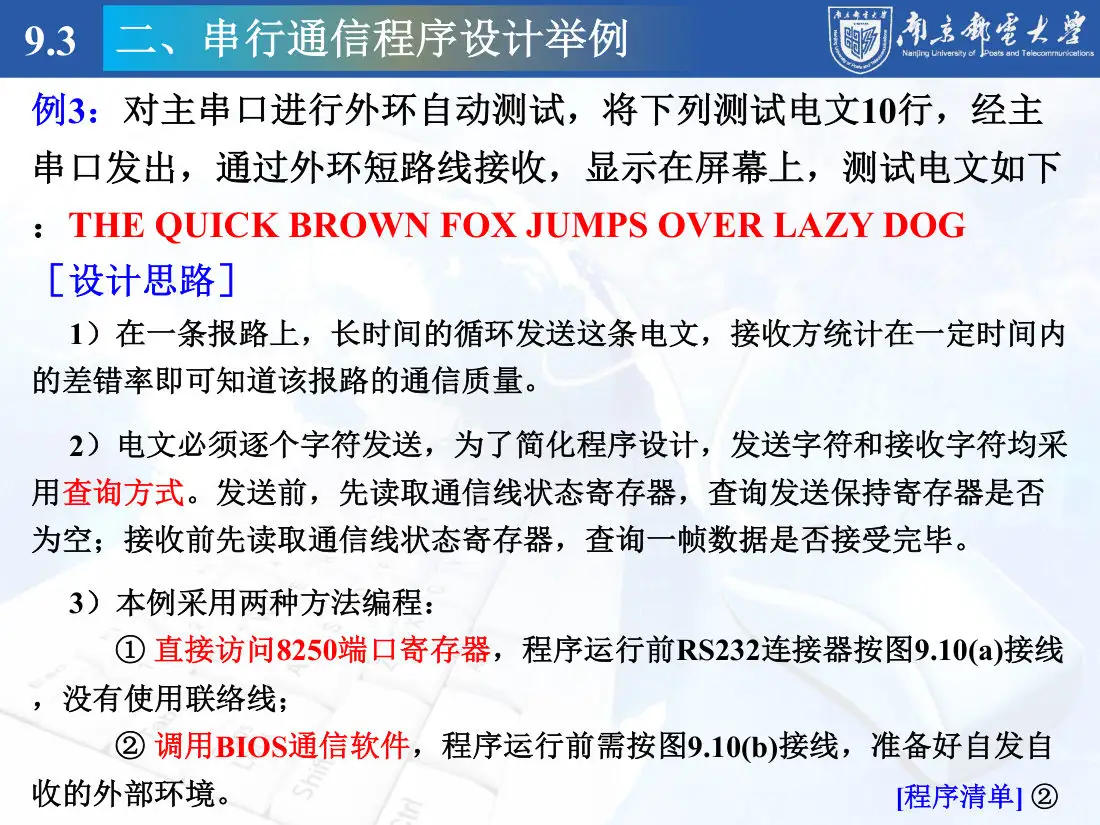 9.3 二、串行通信程序设计举例
南京邮电大学
Nanjing University of Posts and Telecommunications
例3：对主串口进行外环自动测试，将下列测试电文10行，经主
串口发出，通过外环短路线接收，显示在屏幕上，测试电文如下
：THE QUICK BROWN FOX JUMPS OVER LAZY DOG
［设计思路］
1）在一条报路上，长时间的循环发送这条电文，接收方统计在一定时间内
的差错率即可知道该报路的通信质量。
2）电文必须逐个字符发送，为了简化程序设计，发送字符和接收字符均采
用查询方式。发送前，先读取通信线状态寄存器，查询发送保持寄存器是否
为空；接收前先读取通信线状态寄存器，查询一帧数据是否接受完毕。
3）本例采用两种方法编程：
① 直接访问8250端口寄存器，程序运行前RS232连接器按图9.10(a)接线
，没有使用联络线；
② 调用BIOS通信软件，程序运行前需按图9.10(b)接线，准备好自发自
收的外部环境。
[程序清单] ②